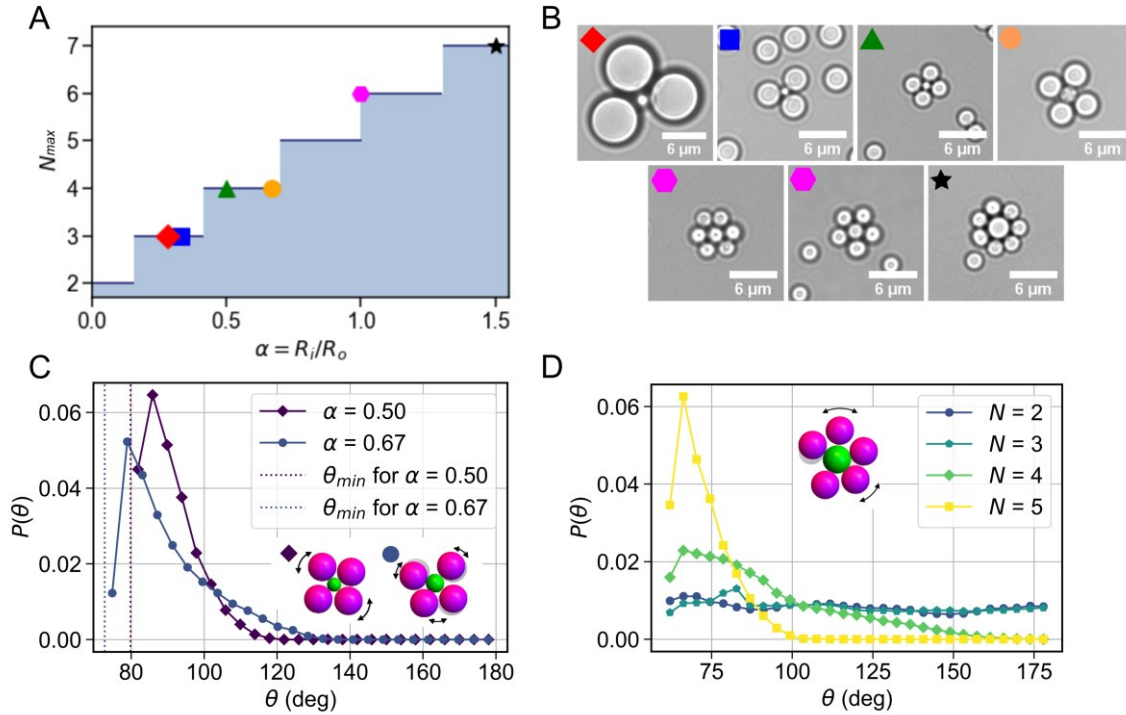 A
7
6
5
4
3
2
N_max
0.0 0.5 1.0 1.5
α = R_i/R_o
B
6 μm 6 μm 6 μm 6 μm
6 μm 6 μm 6 μm
C
0.06
0.04
0.02
0.00
P(θ)
α = 0.50
α = 0.67
θ_min for α = 0.50
θ_min for α = 0.67
80 100 120 140 160 180
θ (deg)
D
0.06
0.04
0.02
0.00
P(θ)
N = 2
N = 3
N = 4
N = 5
75 100 125 150 175
θ (deg)